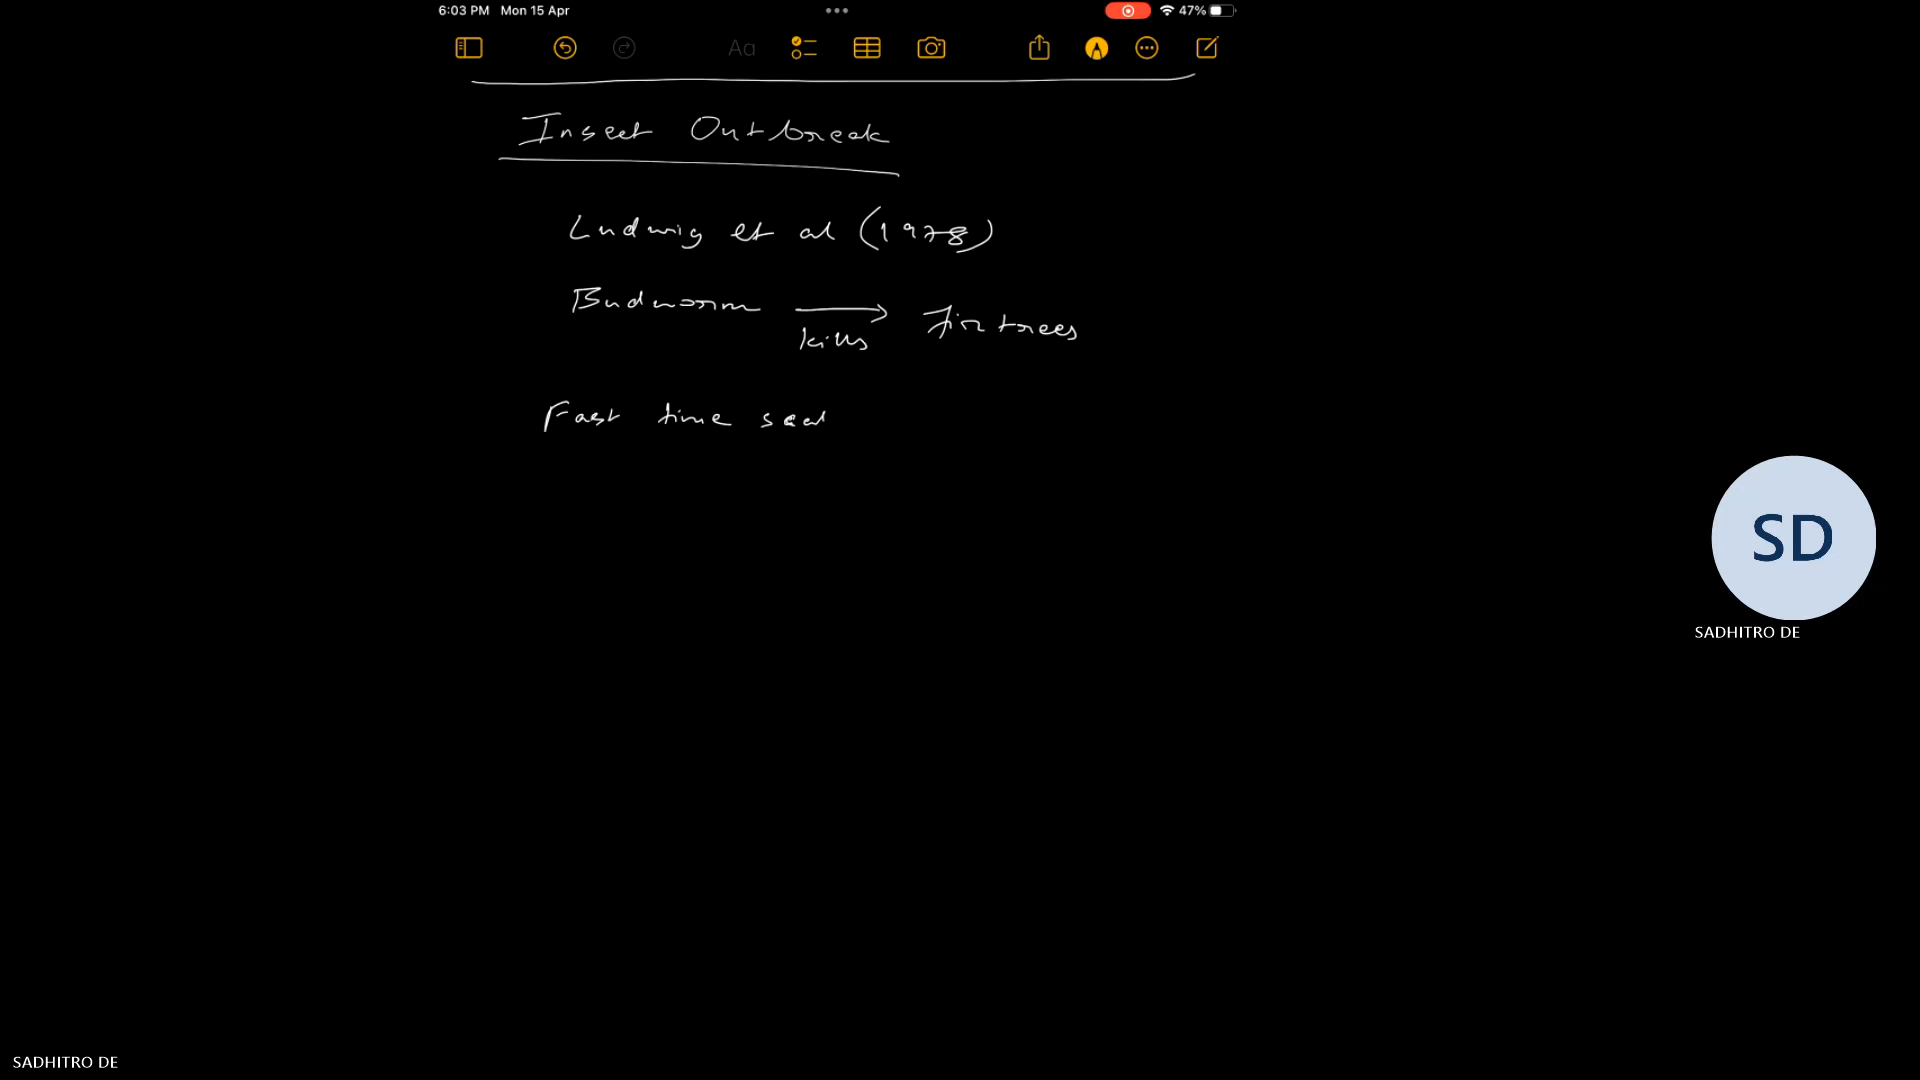 6:03 PM Mon 15 Apr
47%
Aa
Insect Outbreak
Ludwig et al (1978)
Budworm kills fir trees
Fast time scal
SD
SADHITRO DE
SADHITRO DE